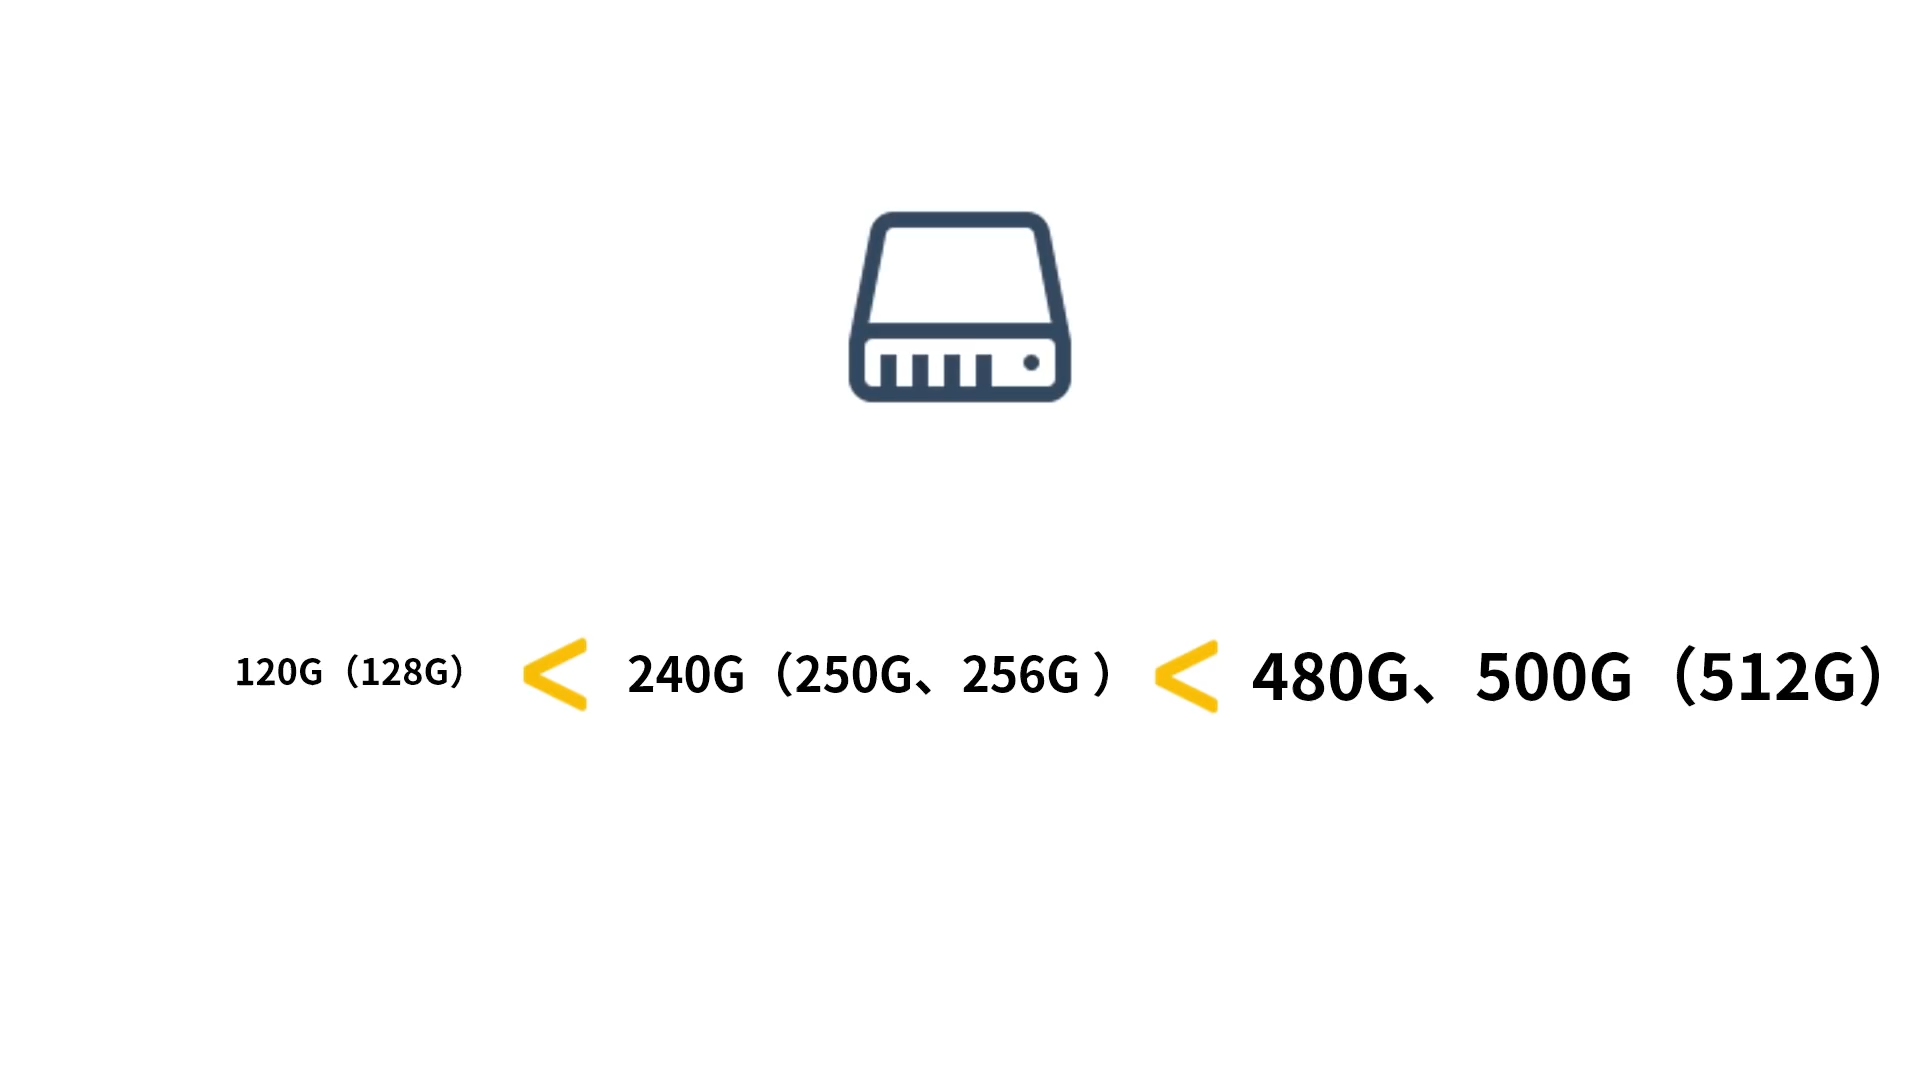 120G（128G） < 240G（250G、256G ） < 480G、500G（512G）